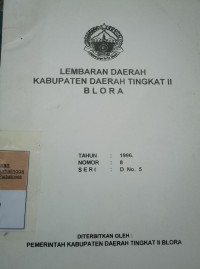 LEMBARAN DAERAH
KABUPATEN DAERAH TINGKAT II
BLORA
TAHUN : 1996.
NOMOR : 8
SERI : D No. 5
DITERBITKAN OLEH :
PEMERINTAH KABUPATEN DAERAH TINGKAT II BLORA